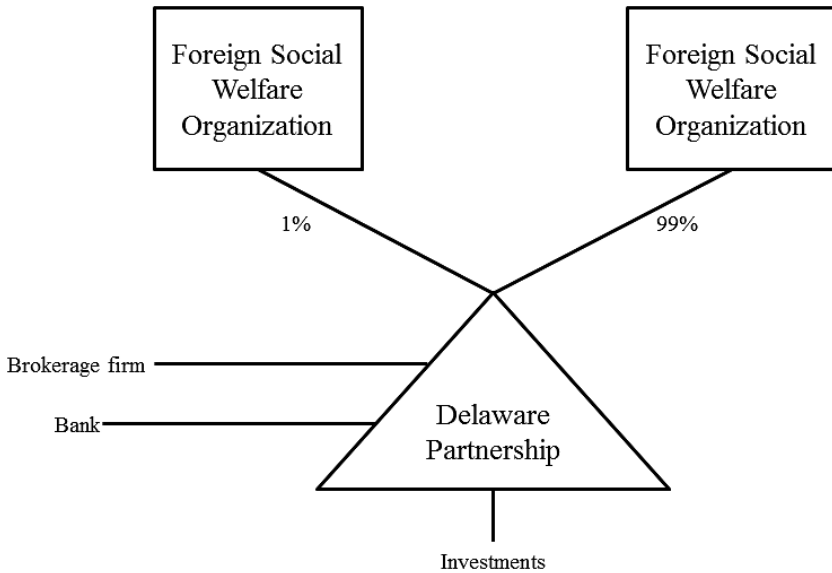 Foreign Social
Welfare
Organization
Foreign Social
Welfare
Organization
1%
99%
Brokerage firm
Bank
Delaware
Partnership
Investments